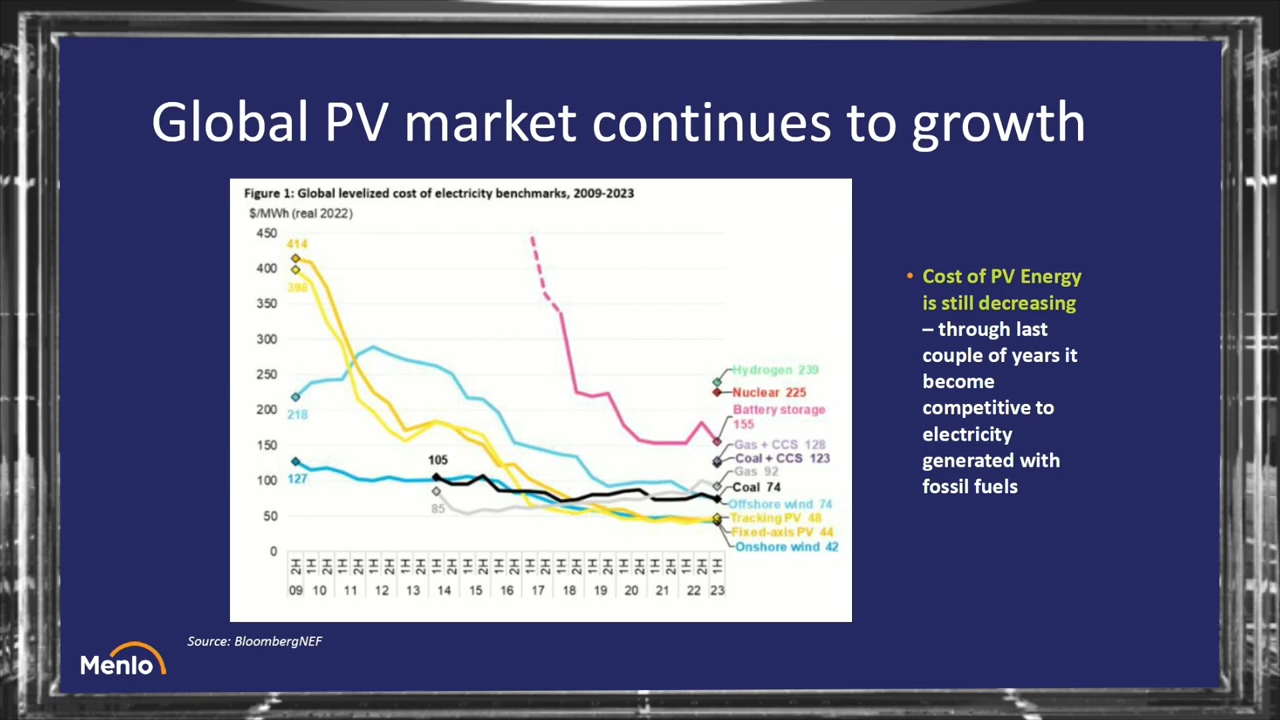 Global PV market continues to growth
Figure 1: Global levelized cost of electricity benchmarks, 2009-2023
$/MWh (real 2022)
450
400
350
300
250
200
150
100
50
0
414
398
218
127
105
85
Hydrogen 239
Nuclear 225
Battery storage
155
Gas + CCS 128
Coal + CCS 123
Gas 92
Coal 74
Offshore wind 74
Tracking PV 48
Fixed-axis PV 44
Onshore wind 42
2H 1H 2H 1H 2H 1H 2H 1H 2H 1H 2H 1H 2H 1H 2H 1H 2H 1H 2H 1H 2H 1H 2H 1H 2H 1H 2H 1H
09 10 11 12 13 14 15 16 17 18 19 20 21 22 23
• Cost of PV Energy
is still decreasing
– through last
couple of years it
become
competitive to
electricity
generated with
fossil fuels
Source: BloombergNEF
Menlo